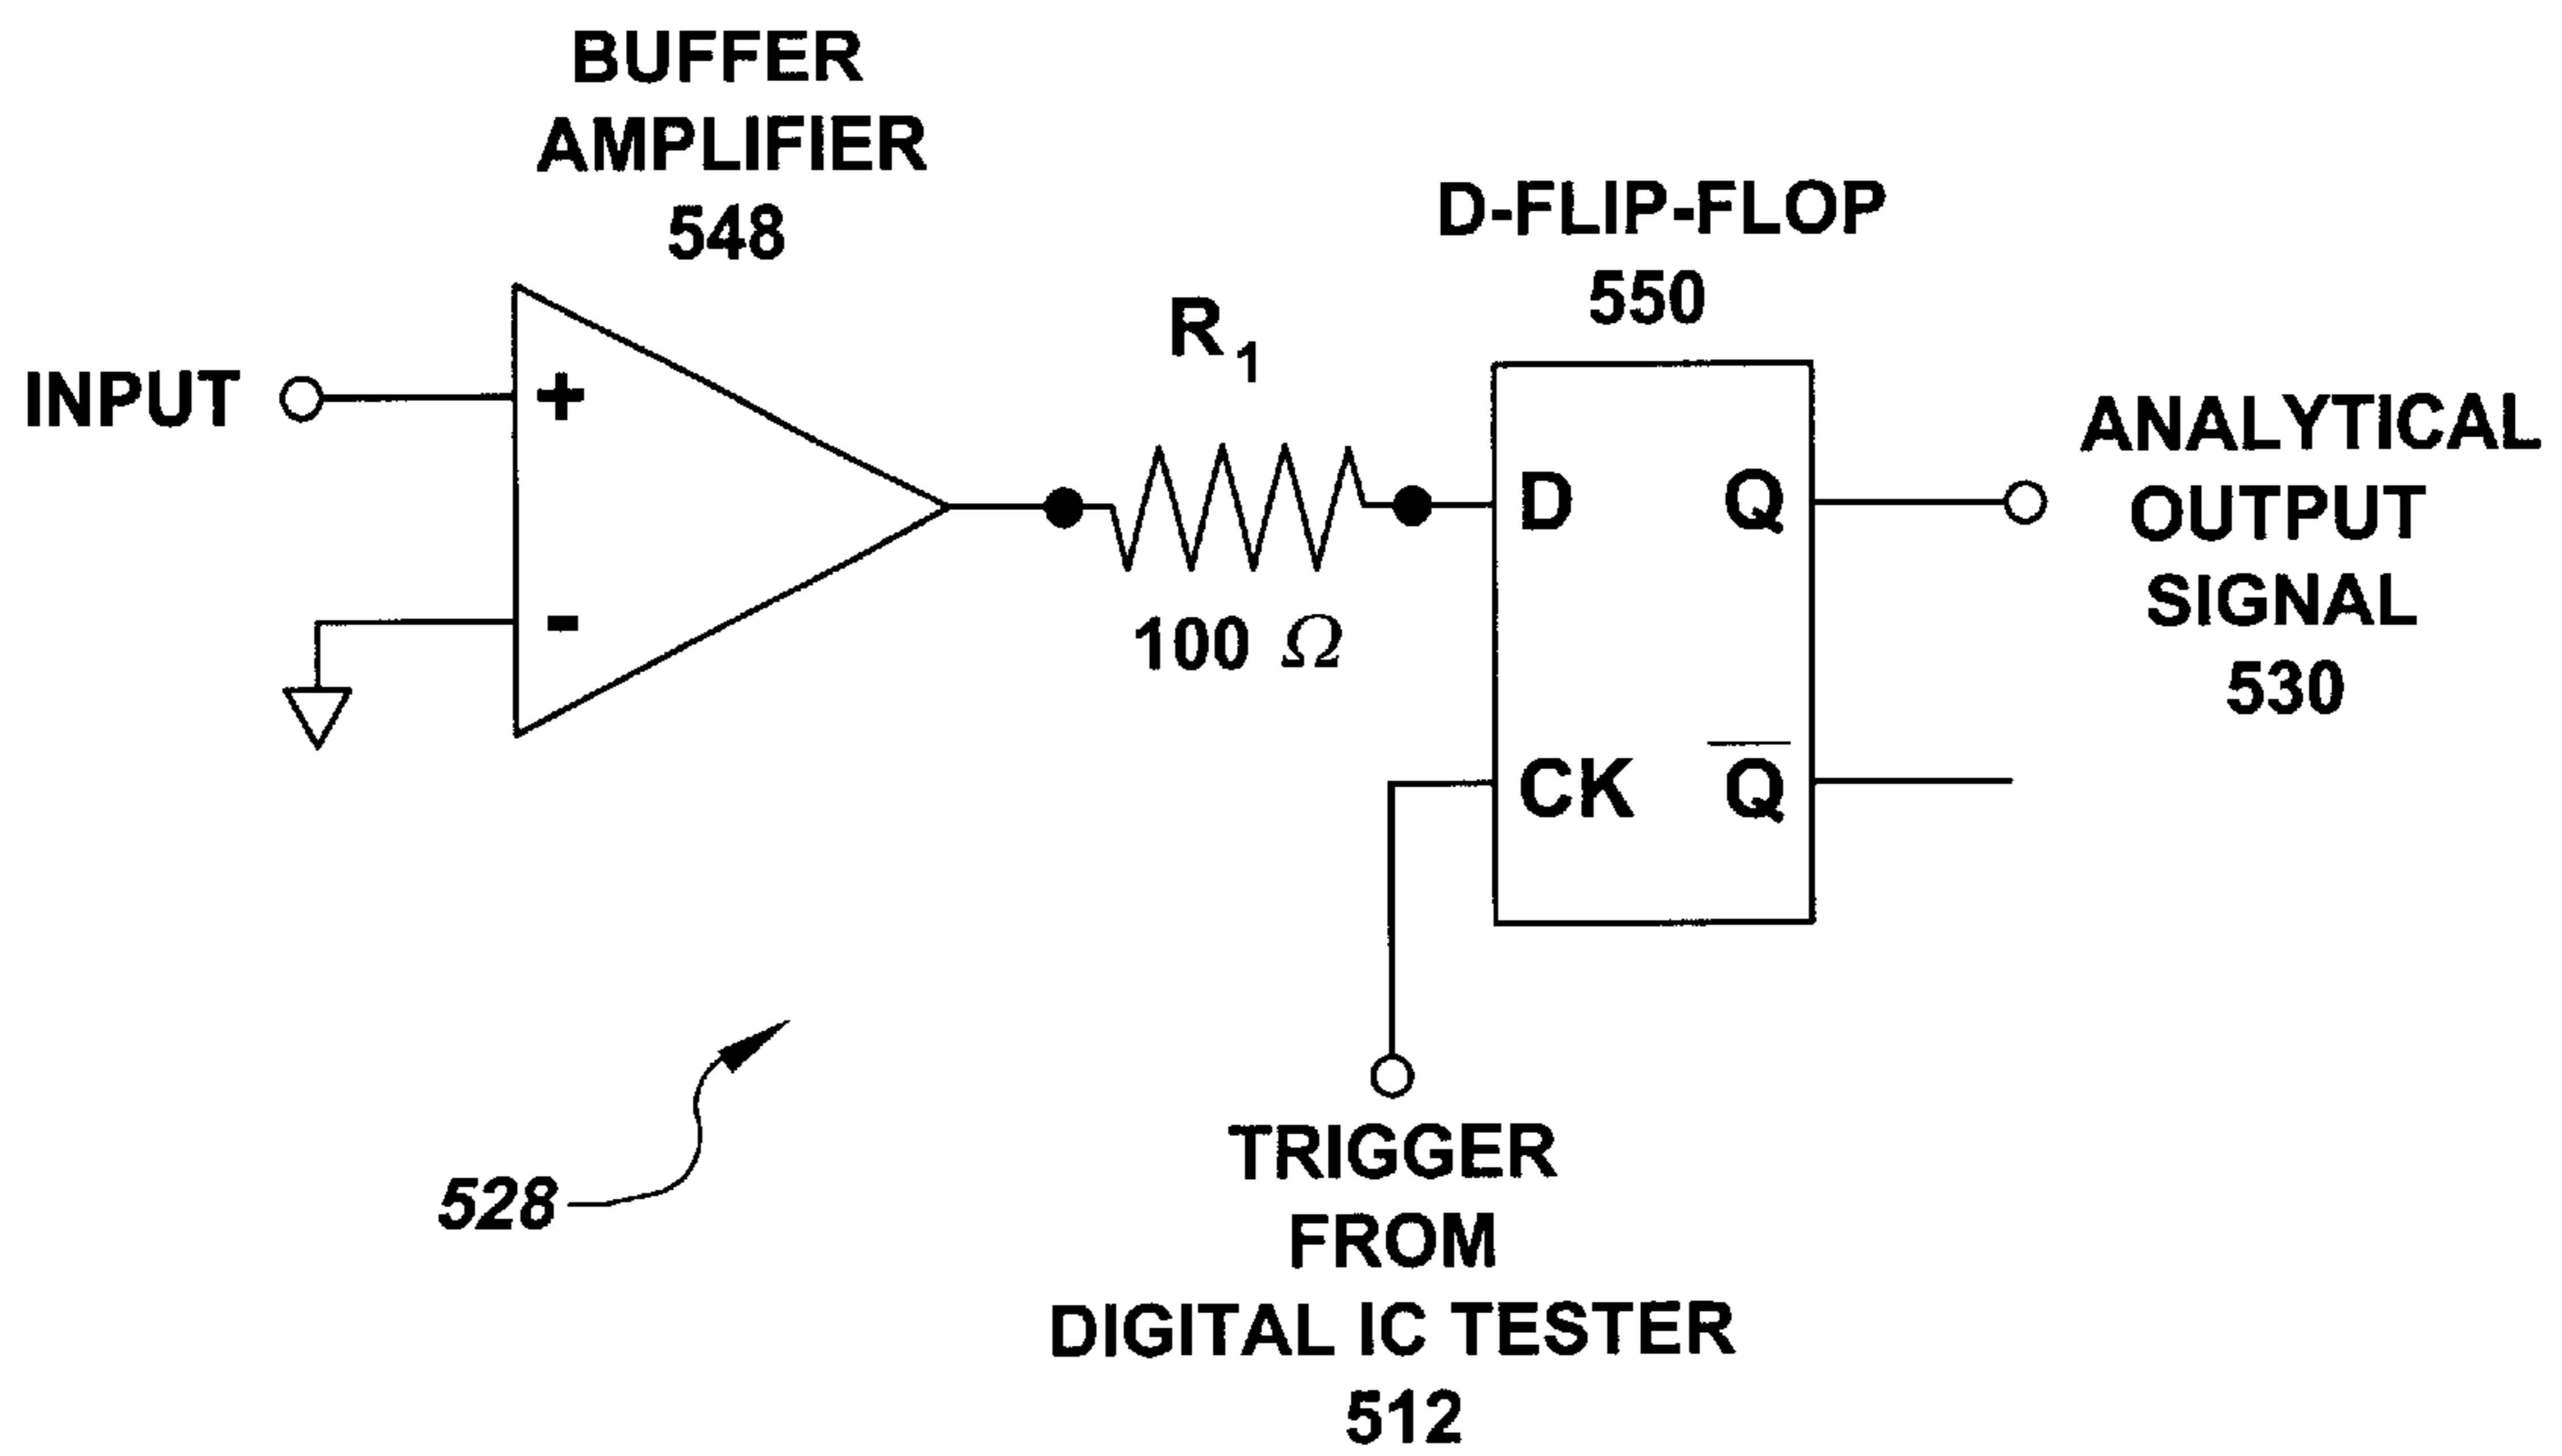 BUFFER
AMPLIFIER
548
INPUT
+
-
R1
100 Ω
D-FLIP-FLOP
550
D
Q
CK
Q̅
ANALYTICAL
OUTPUT
SIGNAL
530
TRIGGER
FROM
DIGITAL IC TESTER
512
528